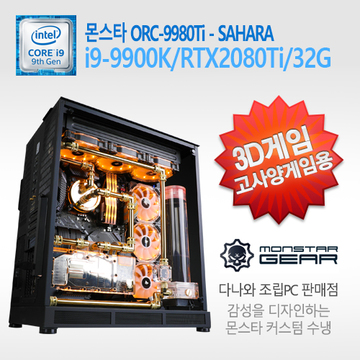 intel
CORE i9
9th Gen
몬스타 ORC-9980Ti - SAHARA
i9-9900K/RTX2080Ti/32G
3D게임
고사양게임용
MONSTAR
GEAR
다나와 조립PC 판매점
감성을 디자인하는
몬스타 커스텀 수냉